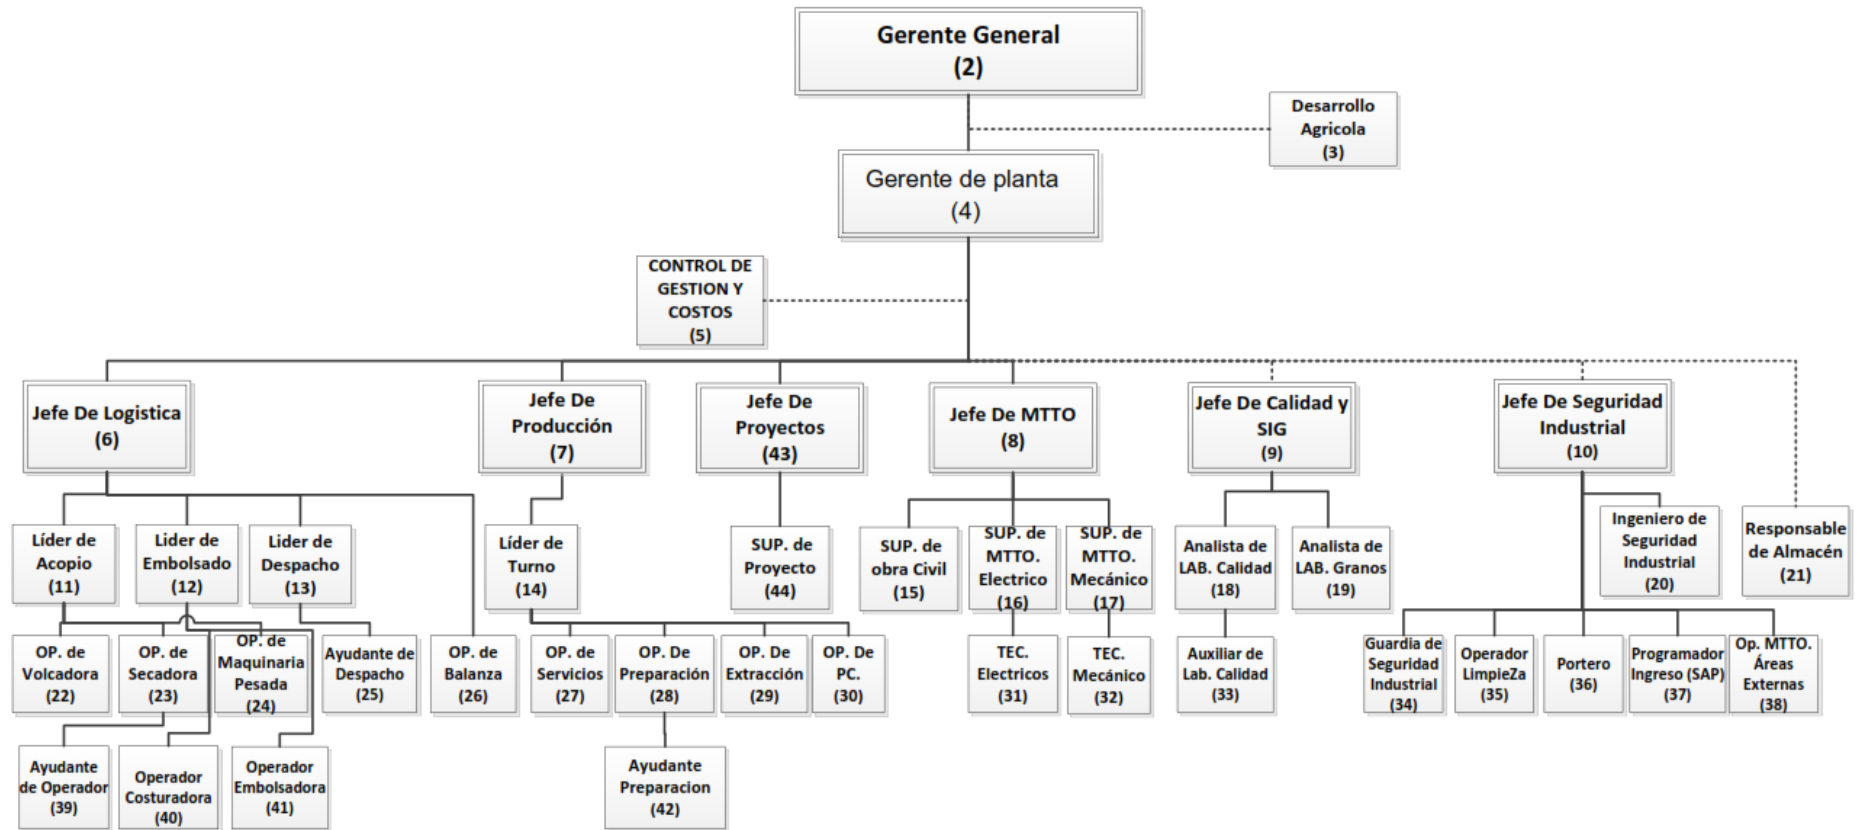 Gerente General
(2)
Desarrollo
Agricola
(3)
Gerente de planta
(4)
CONTROL DE
GESTION Y
COSTOS
(5)
Jefe De Logistica
(6)
Jefe De
Producción
(7)
Jefe De
Proyectos
(43)
Jefe De MTTO
(8)
Jefe De Calidad y
SIG
(9)
Jefe De Seguridad
Industrial
(10)
Líder de
Acopio
(11)
Lider de
Embolsado
(12)
Lider de
Despacho
(13)
Líder de
Turno
(14)
SUP. de
Proyecto
(44)
SUP. de
obra Civil
(15)
SUP. de
MTTO.
Electrico
(16)
SUP. de
MTTO.
Mecánico
(17)
Analista de
LAB. Calidad
(18)
Analista de
LAB. Granos
(19)
Ingeniero de
Seguridad
Industrial
(20)
Responsable
de Almacén
(21)
OP. de
Volcadora
(22)
OP. de
Secadora
(23)
OP. de
Maquinaria
Pesada
(24)
Ayudante de
Despacho
(25)
OP. de
Balanza
(26)
OP. de
Servicios
(27)
OP. De
Preparación
(28)
OP. De
Extracción
(29)
OP. De
PC.
(30)
TEC.
Electricos
(31)
TEC.
Mecánico
(32)
Auxiliar de
Lab. Calidad
(33)
Guardia de
Seguridad
Industrial
(34)
Operador
LimpieZa
(35)
Portero
(36)
Programador
Ingreso (SAP)
(37)
Op. MTTO.
Áreas
Externas
(38)
Ayudante
de Operador
(39)
Operador
Costuradora
(40)
Operador
Embolsadora
(41)
Ayudante
Preparacion
(42)